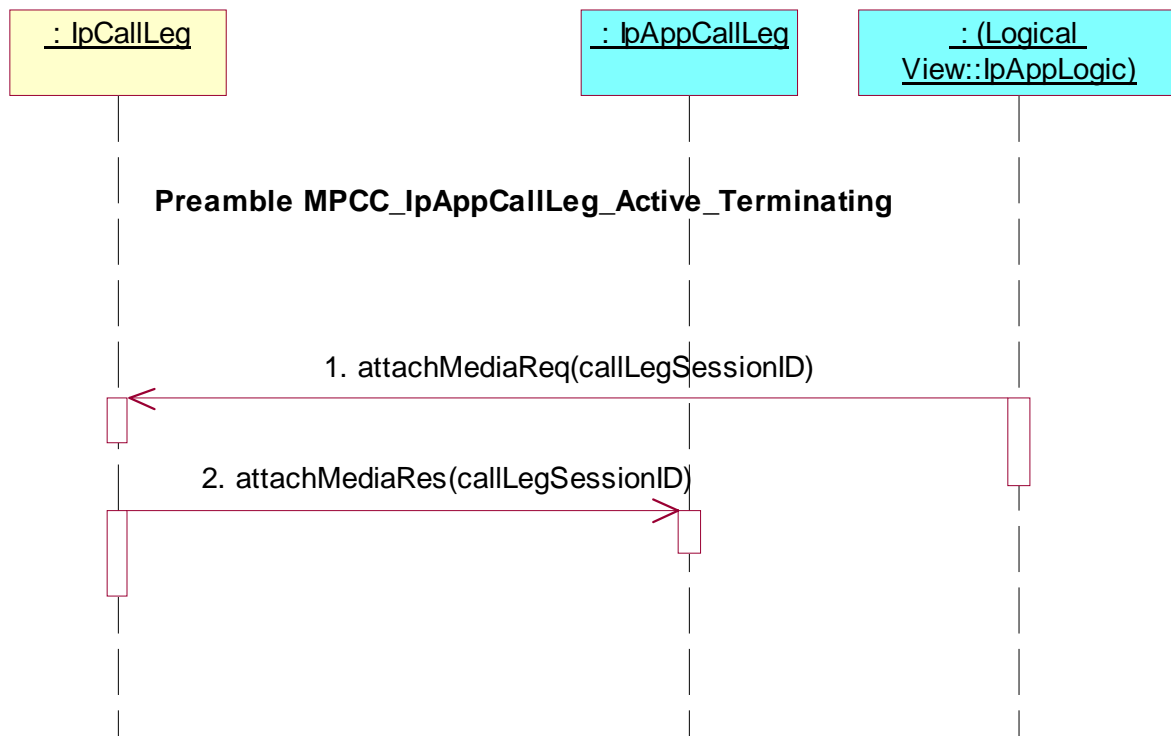 : IpCallLeg
: IpAppCallLeg
: (Logical
View::IpAppLogic)
Preamble MPCC_IpAppCallLeg_Active_Terminating
1. attachMediaReq(callLegSessionID)
2. attachMediaRes(callLegSessionID)